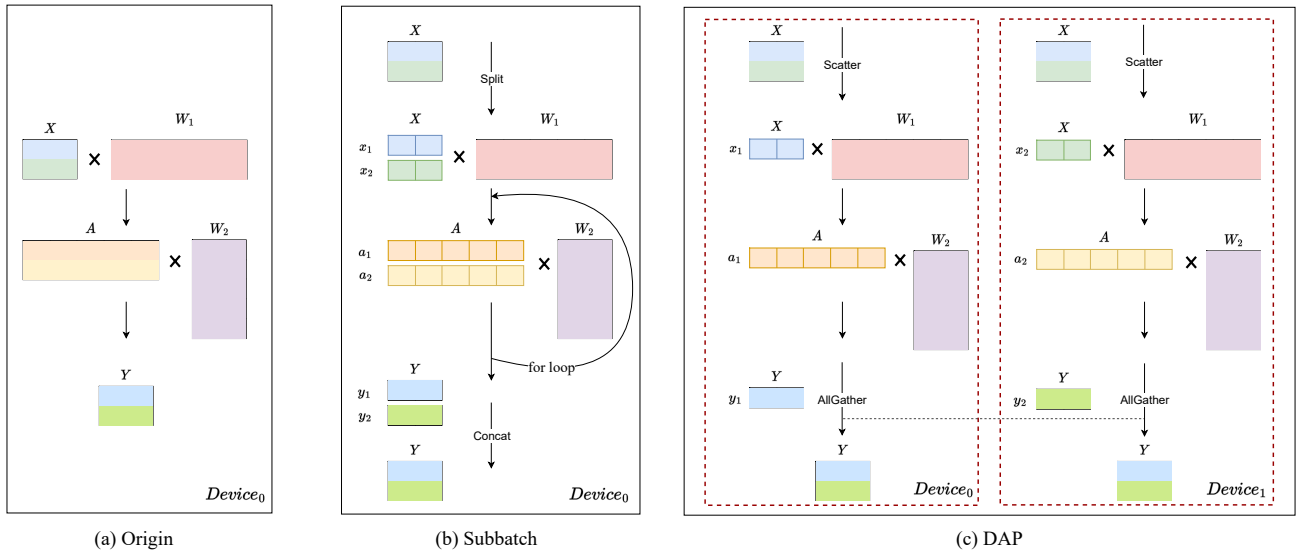 X
W₁
×
A
W₂
×
Y
Device₀
(a) Origin
X
Split
X
W₁
x₁
x₂
×
A
W₂
a₁
a₂
×
for loop
Y
y₁
y₂
Concat
Y
Device₀
(b) Subbatch
X
Scatter
X
W₁
x₁
×
A
W₂
a₁
×
Y
y₁
AllGather
Y
Device₀
X
Scatter
X
W₁
x₂
×
A
W₂
a₂
×
Y
y₂
AllGather
Y
Device₁
(c) DAP